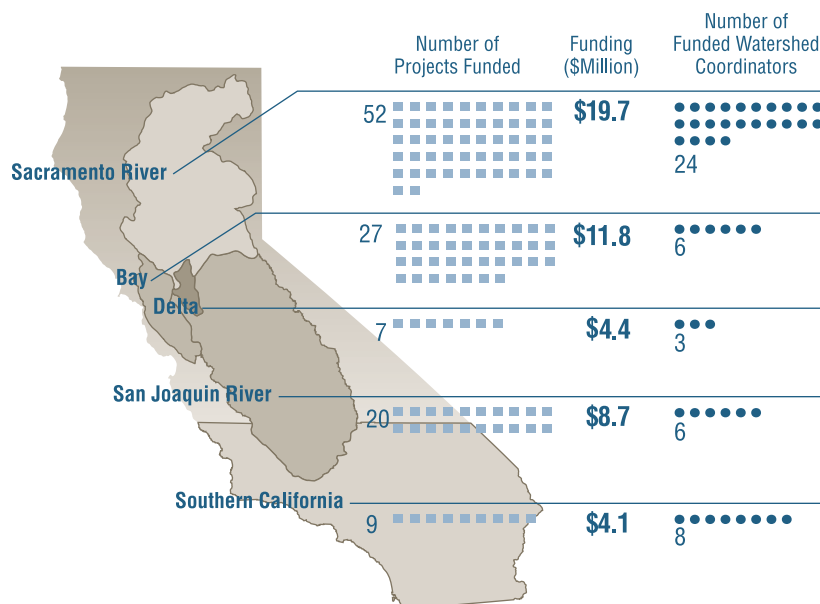 Number of
Projects Funded
Funding
($Million)
Number of
Funded Watershed
Coordinators
Sacramento River
52
$19.7
24
Bay
27
$11.8
6
Delta
7
$4.4
3
San Joaquin River
20
$8.7
6
Southern California
9
$4.1
8